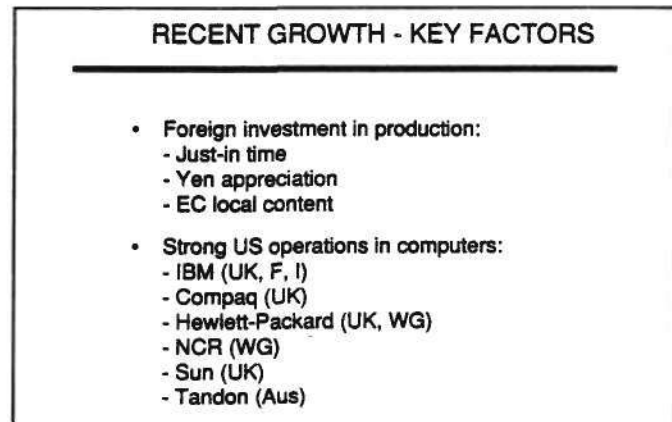 RECENT GROWTH - KEY FACTORS
• Foreign investment in production:
- Just-in time
- Yen appreciation
- EC local content
• Strong US operations in computers:
- IBM (UK, F, I)
- Compaq (UK)
- Hewlett-Packard (UK, WG)
- NCR (WG)
- Sun (UK)
- Tandon (Aus)